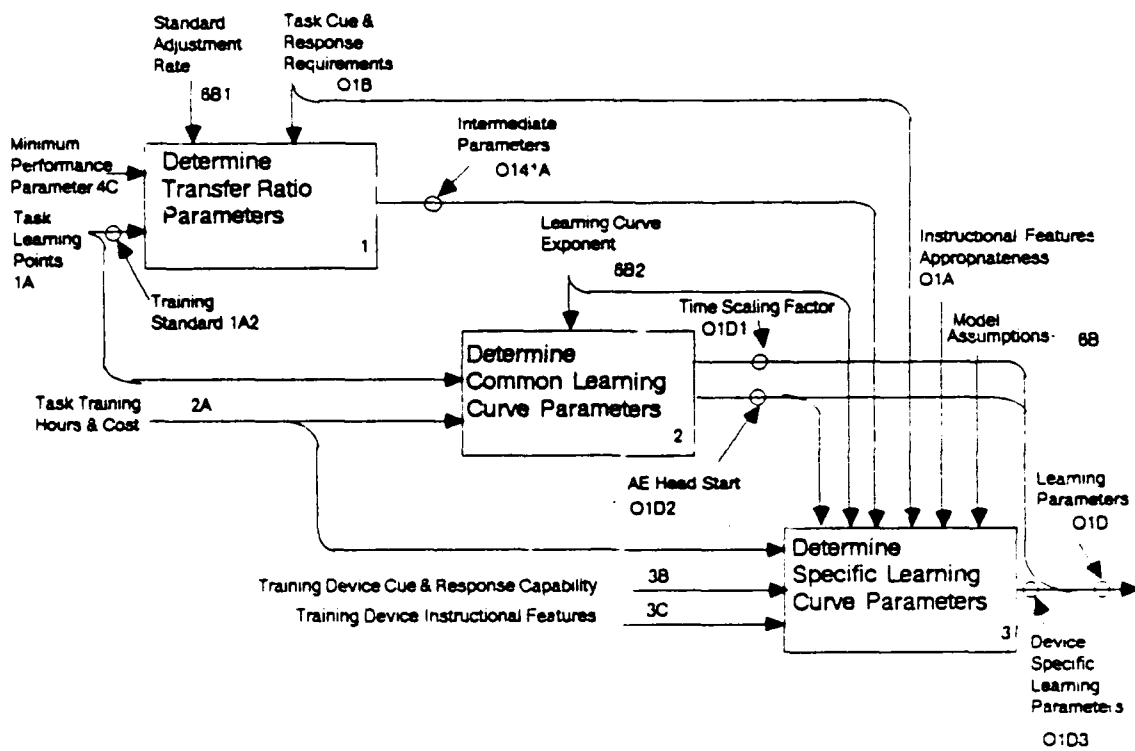 Standard
Adjustment
Rate
6B1
Task Cue &
Response
Requirements
O1B
Minimum
Performance
Parameter 4C
Determine
Transfer Ratio
Parameters
1
Intermediate
Parameters
O14*A
Task
Learning
Points
1A
Training
Standard 1A2
Learning Curve
Exponent
6B2
Instructional Features
Appropriateness
O1A
Time Scaling Factor
O1D1
Model
Assumptions
6B
Determine
Common Learning
Curve Parameters
2
Task Training
Hours & Cost
2A
AE Head Start
O1D2
Learning
Parameters
O1D
Determine
Specific Learning
Curve Parameters
3
Training Device Cue & Response Capability
3B
Training Device Instructional Features
3C
Device
Specific
Learning
Parameters
O1D3